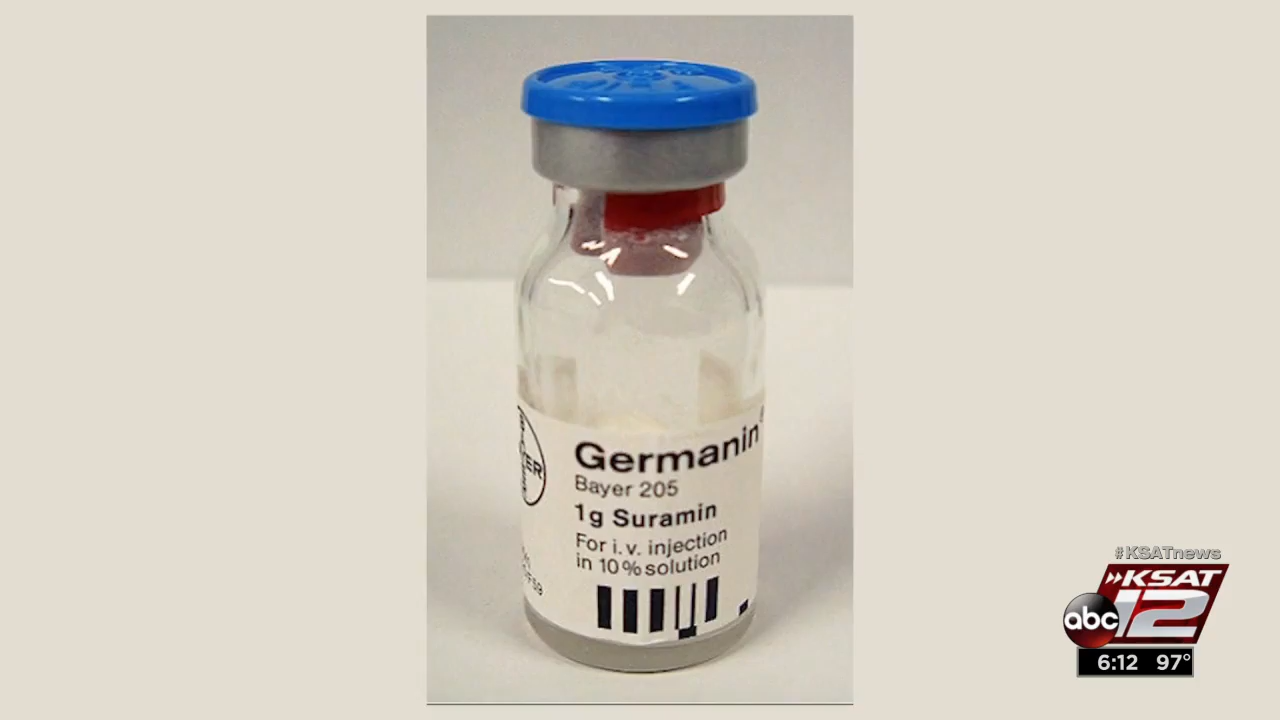 Germanin
Bayer 205
1g Suramin
For i.v. injection
in 10% solution
#KSATnews
KSAT
abc 12
6:12 97°